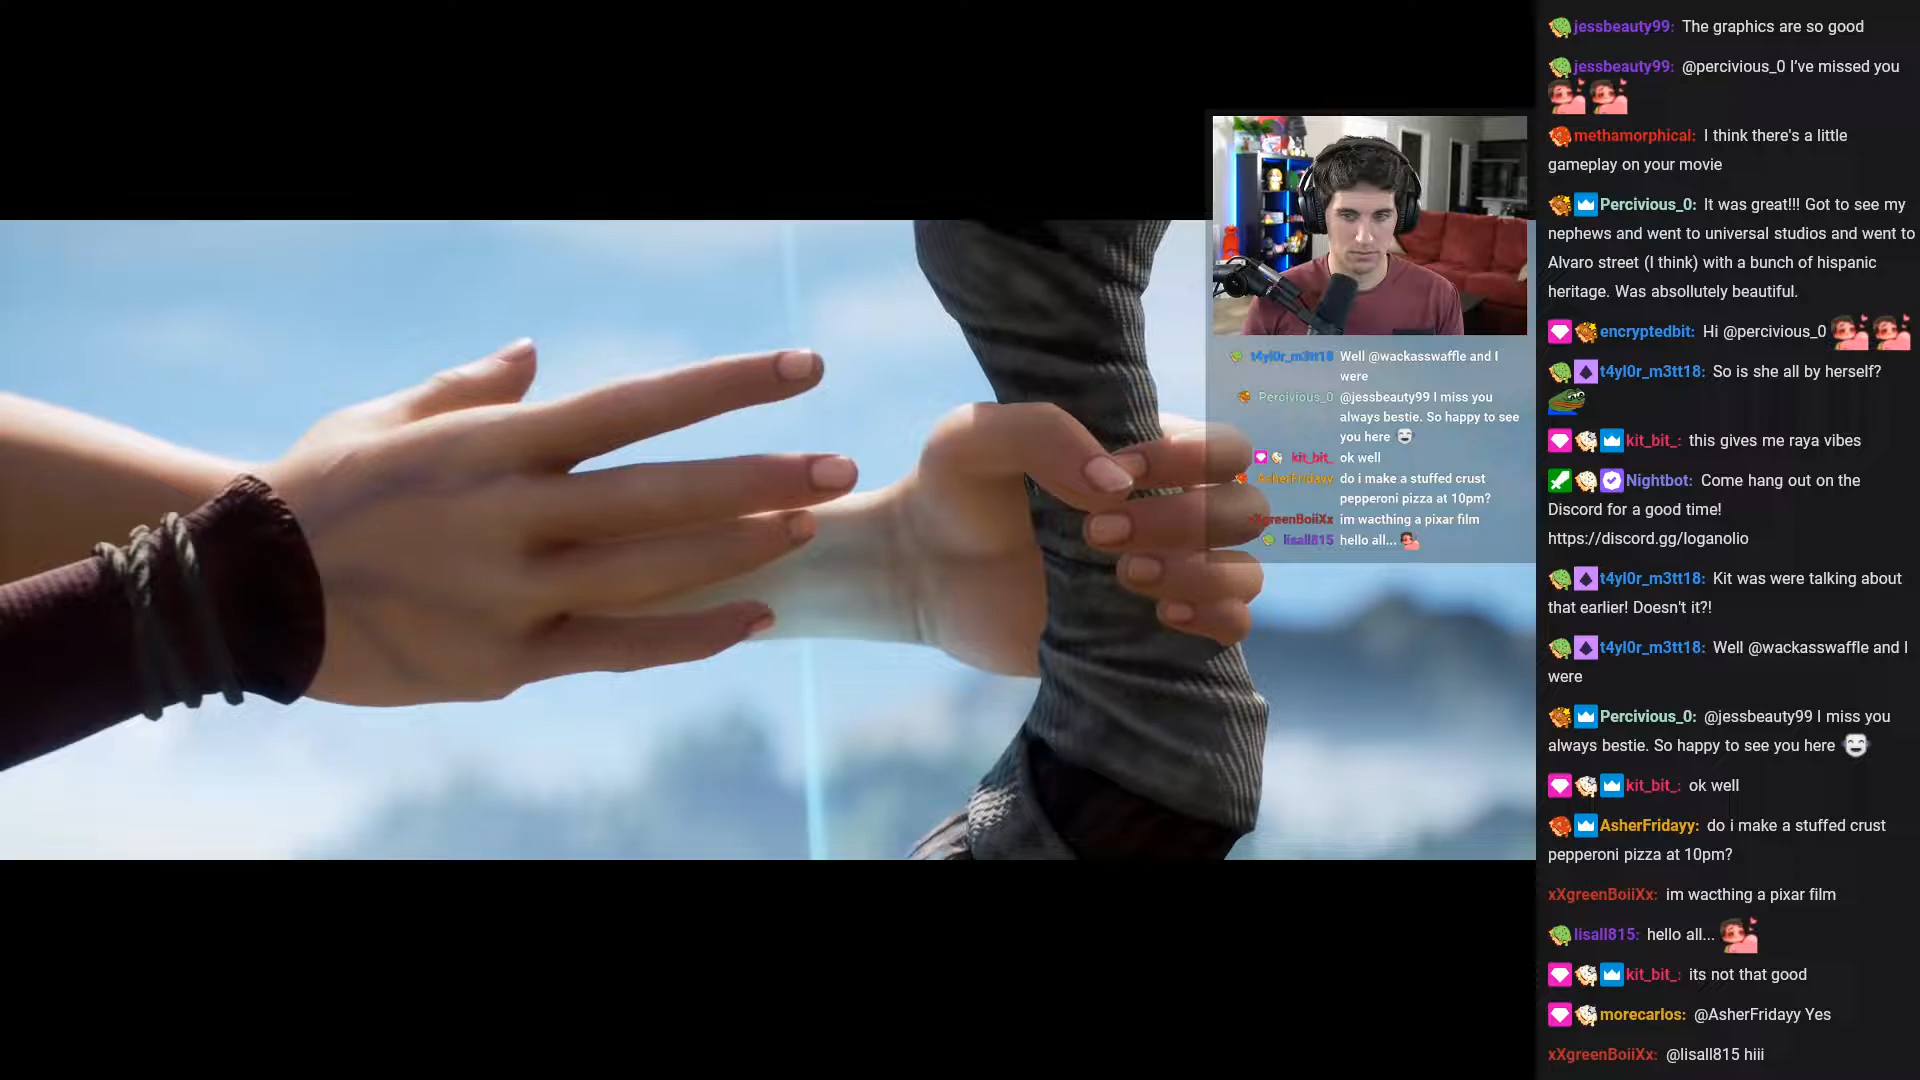 t4yl0r_m3tt18 Well @wackasswaffle and I
were
Percivious_0 @jessbeauty99 I miss you
always bestie. So happy to see
you here
kit_bit_ ok well
AsherFridayy do i make a stuffed crust
pepperoni pizza at 10pm?
xXgreenBoiiXx im wacthing a pixar film
lisall815 hello all...
jessbeauty99: The graphics are so good
jessbeauty99: @percivious_0 I've missed you
methamorphical: I think there's a little
gameplay on your movie
Percivious_0: It was great!!! Got to see my
nephews and went to universal studios and went to
Alvaro street (I think) with a bunch of hispanic
heritage. Was absollutely beautiful.
encryptedbit: Hi @percivious_0
t4yl0r_m3tt18: So is she all by herself?
kit_bit_: this gives me raya vibes
Nightbot: Come hang out on the
Discord for a good time!
https://discord.gg/loganolio
t4yl0r_m3tt18: Kit was were talking about
that earlier! Doesn't it?!
t4yl0r_m3tt18: Well @wackasswaffle and I
were
Percivious_0: @jessbeauty99 I miss you
always bestie. So happy to see you here
kit_bit_: ok well
AsherFridayy: do i make a stuffed crust
pepperoni pizza at 10pm?
xXgreenBoiiXx: im wacthing a pixar film
lisall815: hello all...
kit_bit_: its not that good
morecarlos: @AsherFridayy Yes
xXgreenBoiiXx: @lisall815 hiii